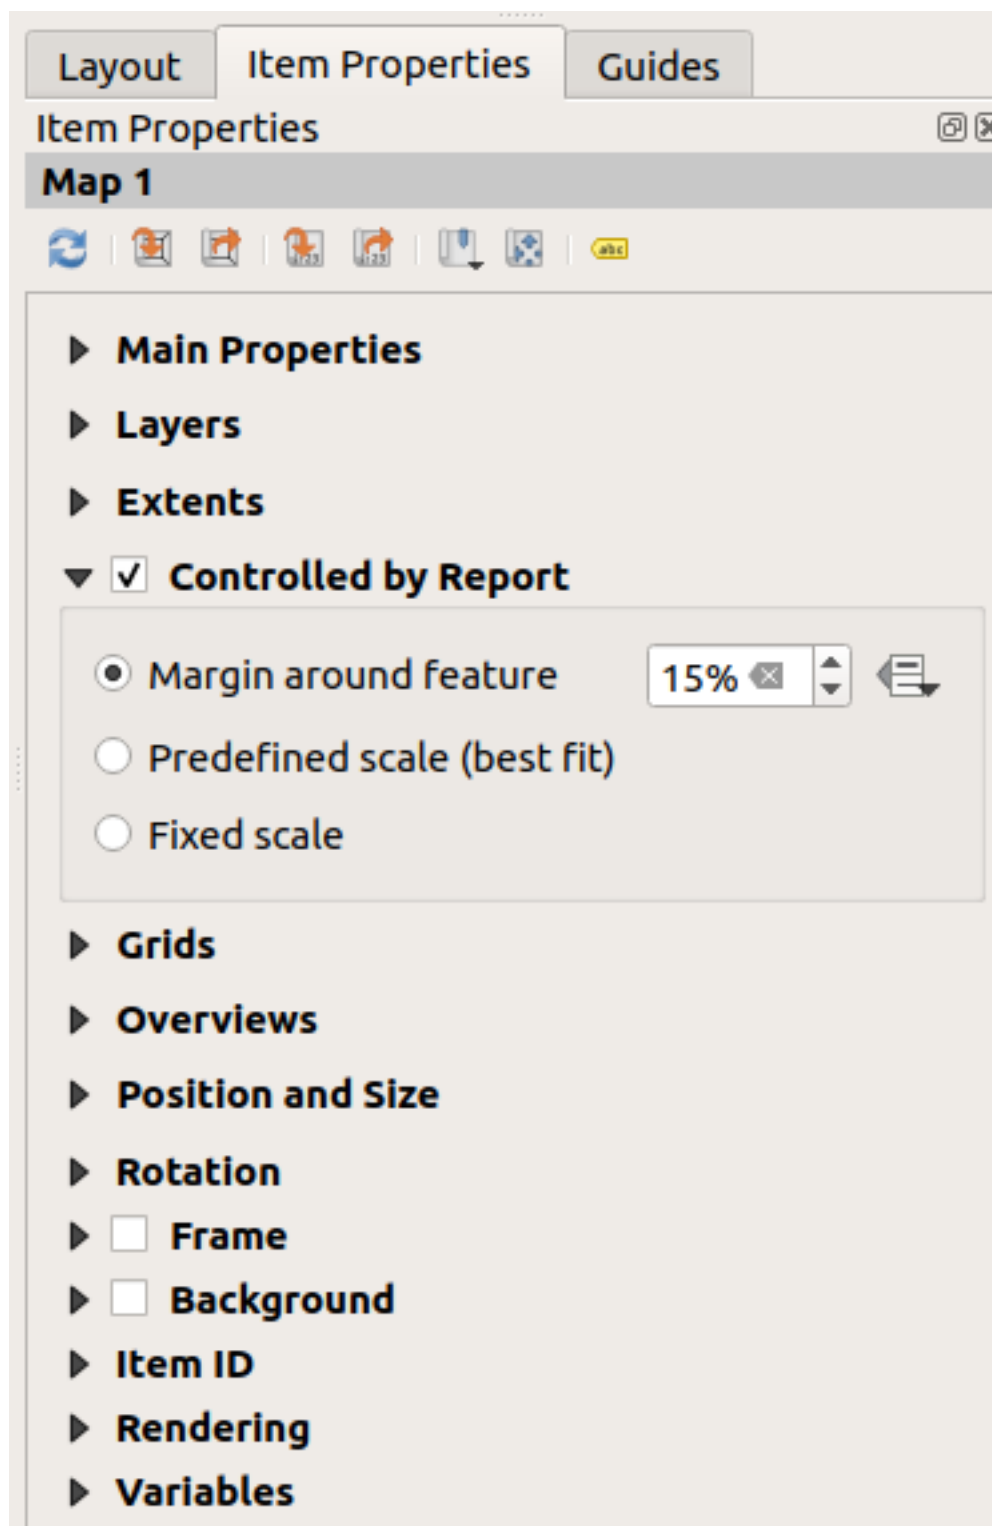 Layout Item Properties Guides
Item Properties
Map 1
abc
Main Properties
Layers
Extents
Controlled by Report
Margin around feature 15%
Predefined scale (best fit)
Fixed scale
Grids
Overviews
Position and Size
Rotation
Frame
Background
Item ID
Rendering
Variables